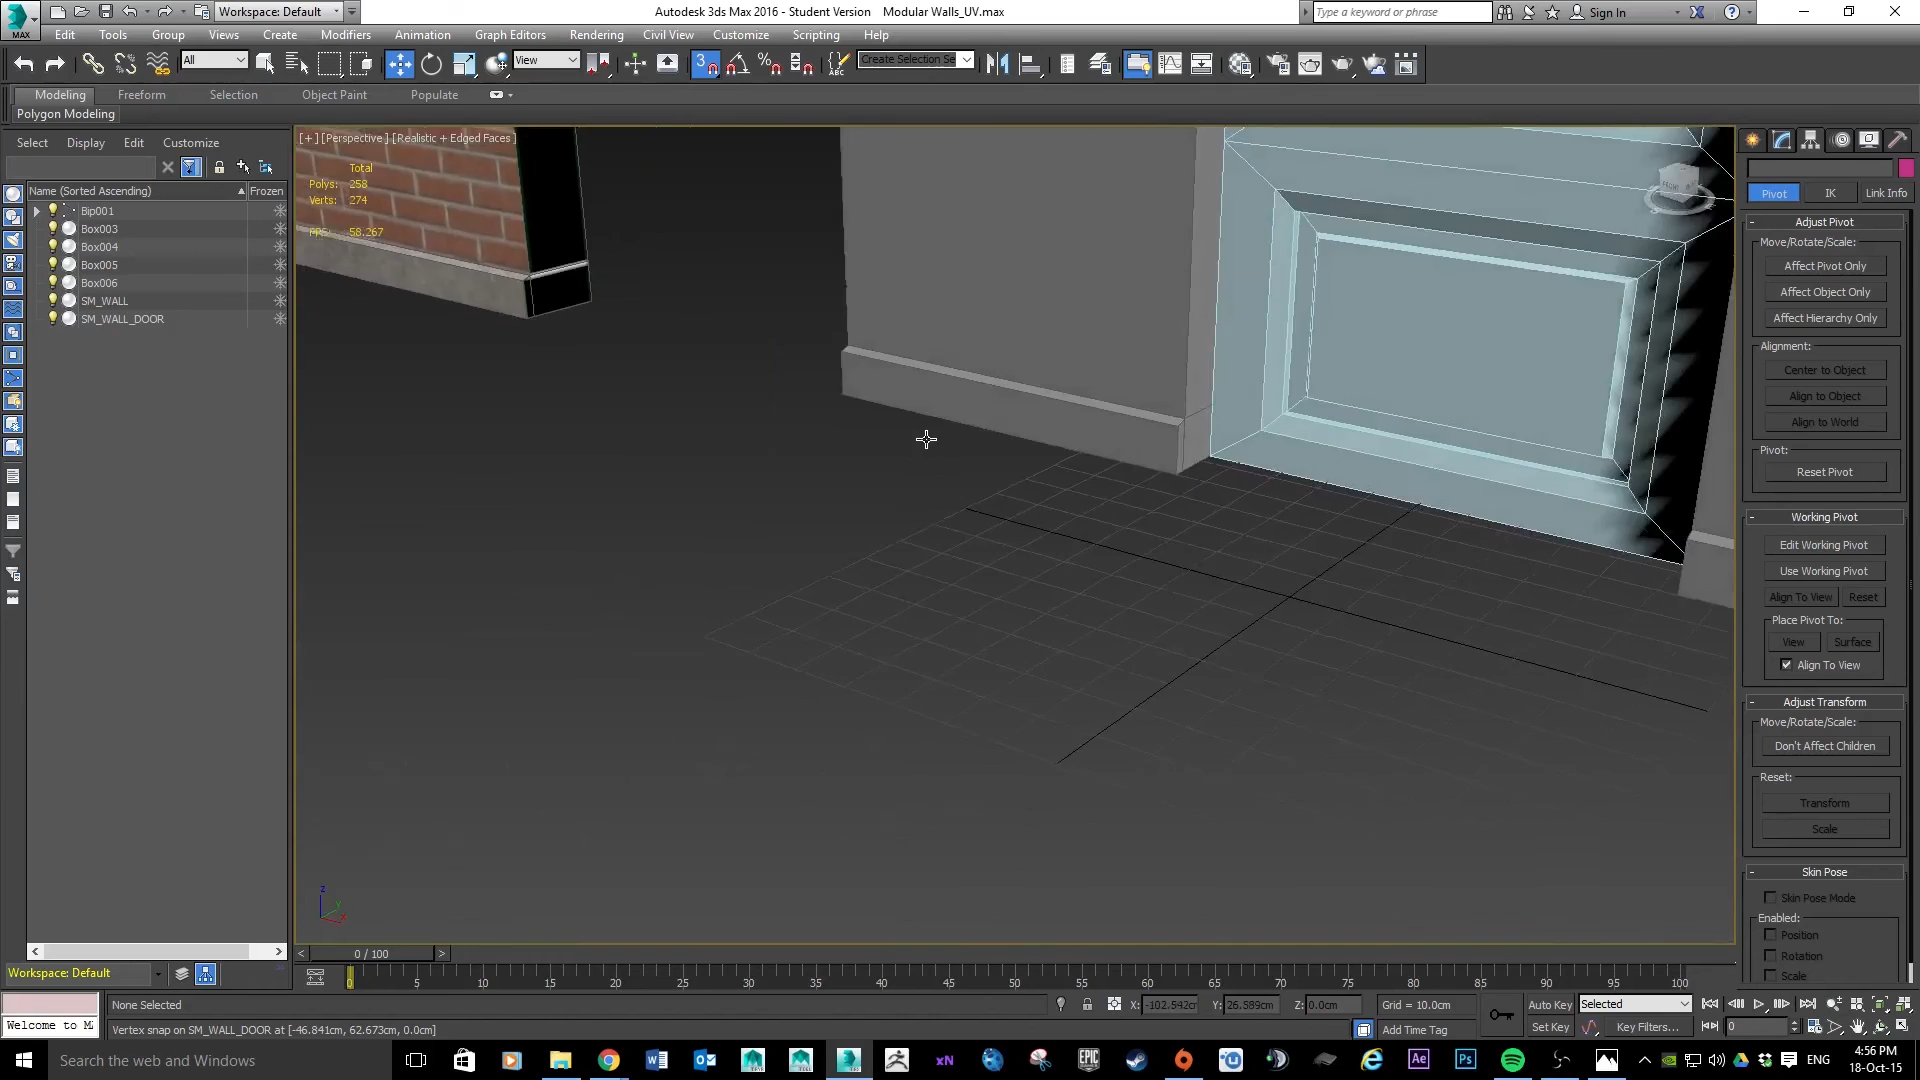 MAX
Workspace: Default
Autodesk 3ds Max 2016 - Student Version Modular Walls_UV.max
Type a keyword or phrase
Sign In
Edit Tools Group Views Create Modifiers Animation Graph Editors Rendering Civil View Customize Scripting Help
All
View
3
ABC
Create Selection Se
Modeling Freeform Selection Object Paint Populate
Polygon Modeling
Select Display Edit Customize
Name (Sorted Ascending) Frozen
Bip001
Box003
Box004
Box005
Box006
SM_WALL
SM_WALL_DOOR
[+] [Perspective ] [Realistic + Edged Faces ]
Total
Polys: 258
Verts: 274
FPS: 58.267
Z
Y
X
FRONT
Pivot IK Link Info
- Adjust Pivot
Move/Rotate/Scale:
Affect Pivot Only
Affect Object Only
Affect Hierarchy Only
Alignment:
Center to Object
Align to Object
Align to World
Pivot:
Reset Pivot
- Working Pivot
Edit Working Pivot
Use Working Pivot
Align To View Reset
Place Pivot To:
View Surface
Align To View
- Adjust Transform
Move/Rotate/Scale:
Don't Affect Children
Reset:
Transform
Scale
- Skin Pose
Skin Pose Mode
Enabled:
Position
Rotation
Scale
< 0 / 100 >
Workspace: Default
0 5 10 15 20 25 30 35 40 45 50 55 60 65 70 75 80 85 90 95 100
None Selected
X: -102.542cr Y: 26.589cm Z: 0.0cm Grid = 10.0cm
Auto Key Selected
Welcome to M
Vertex snap on SM_WALL_DOOR at [-46.841cm, 62.673cm, 0.0cm]
Add Time Tag
Set Key Key Filters... 0
Search the web and Windows
xN
EPIC
Ae
Ps
ENG
4:56 PM
18-Oct-15